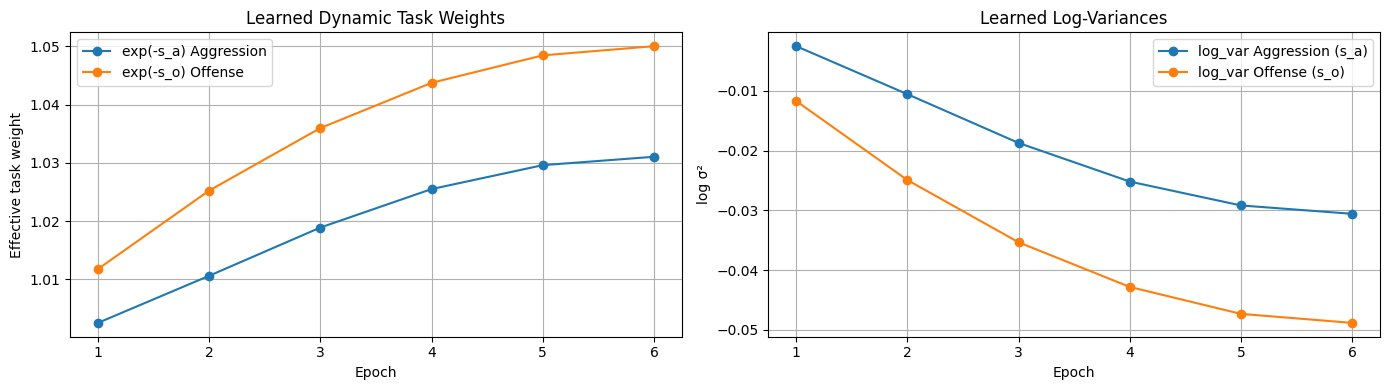 Learned Dynamic Task Weights
exp(-s_a) Aggression
exp(-s_o) Offense
Effective task weight
1.05
1.04
1.03
1.02
1.01
1 2 3 4 5 6
Epoch
Learned Log-Variances
log_var Aggression (s_a)
log_var Offense (s_o)
log σ²
−0.01
−0.02
−0.03
−0.04
−0.05
1 2 3 4 5 6
Epoch